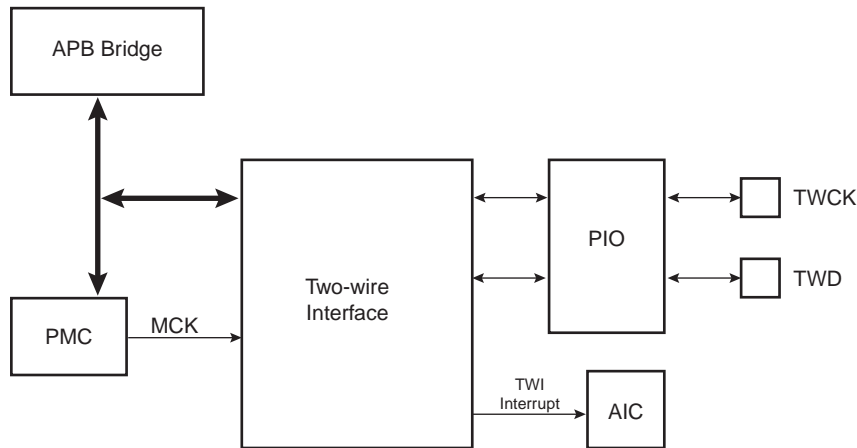 APB Bridge
TWCK
PIO
Two-wire
Interface
TWD
PMC
MCK
TWI
Interrupt
AIC